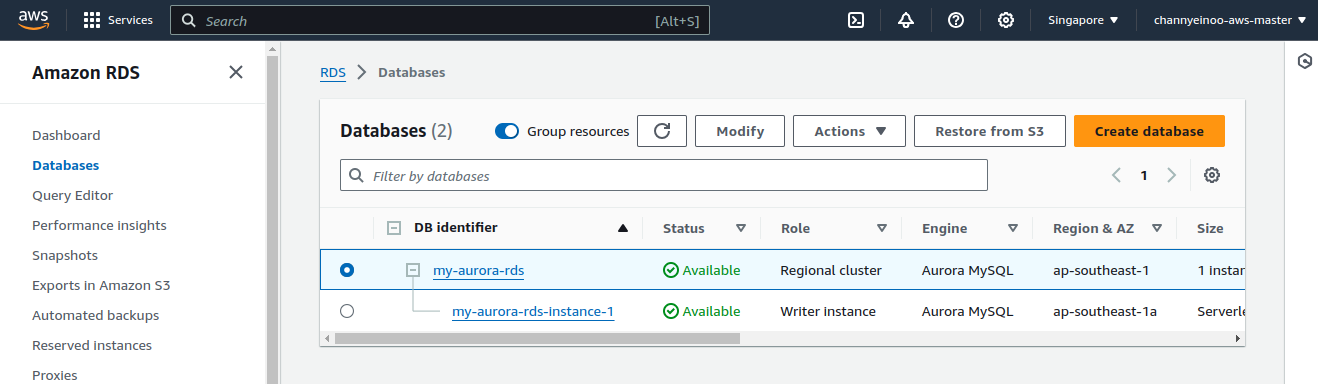 aws Services Search [Alt+S] Singapore channyeinoo-aws-master
Amazon RDS
Dashboard
Databases
Query Editor
Performance insights
Snapshots
Exports in Amazon S3
Automated backups
Reserved instances
Proxies
RDS Databases
Databases (2) Group resources Modify Actions Restore from S3 Create database
Filter by databases 1
DB identifier Status Role Engine Region & AZ Size
my-aurora-rds Available Regional cluster Aurora MySQL ap-southeast-1 1 instan
my-aurora-rds-instance-1 Available Writer instance Aurora MySQL ap-southeast-1a Serverle